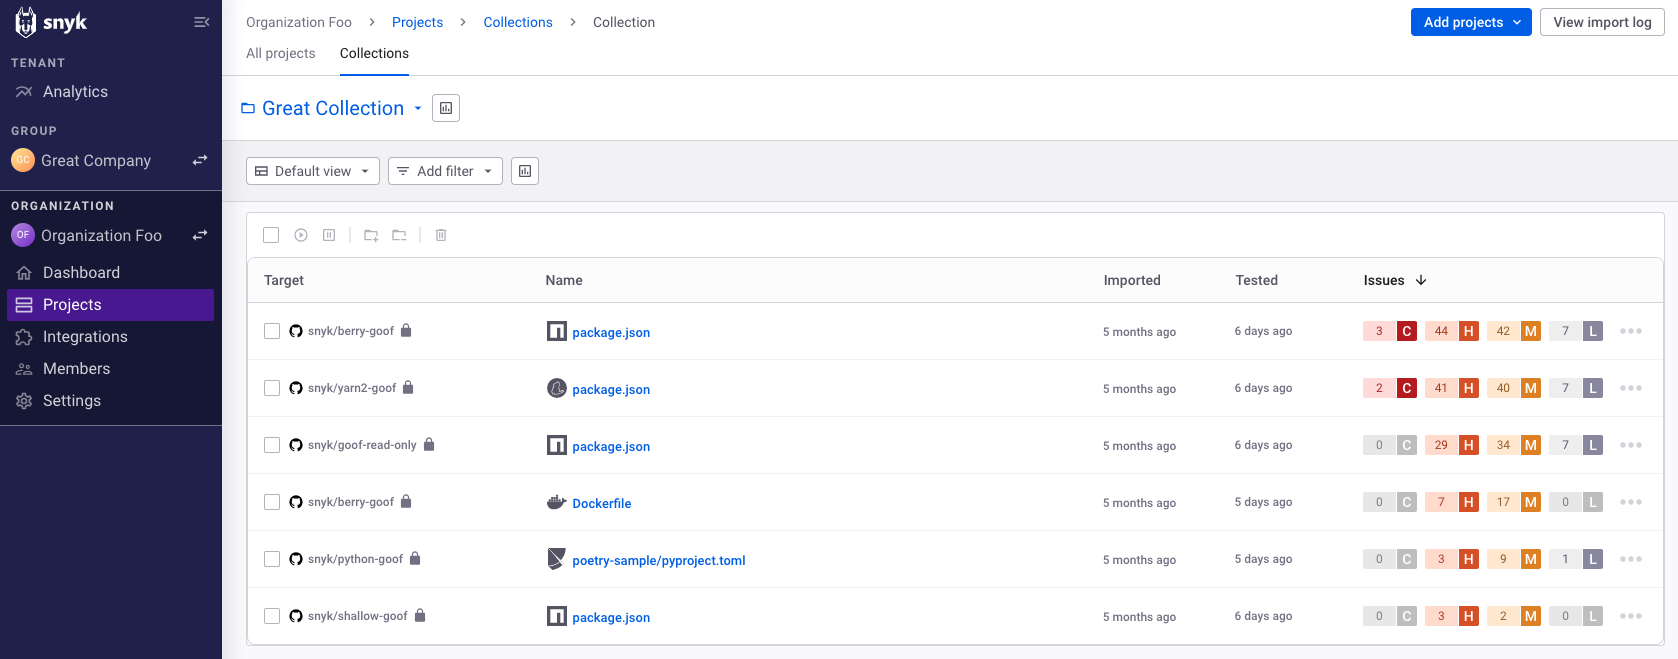 snyk
TENANT
Analytics
GROUP
GC Great Company
ORGANIZATION
OF Organization Foo
Dashboard
Projects
Integrations
Members
Settings
Organization Foo > Projects > Collections > Collection
Add projects
View import log
All projects Collections
Great Collection
Default view Add filter
Target Name Imported Tested Issues ↓
snyk/berry-goof package.json 5 months ago 6 days ago 3 C 44 H 42 M 7 L
snyk/yarn2-goof package.json 5 months ago 6 days ago 2 C 41 H 40 M 7 L
snyk/goof-read-only package.json 5 months ago 6 days ago 0 C 29 H 34 M 7 L
snyk/berry-goof Dockerfile 5 months ago 5 days ago 0 C 7 H 17 M 0 L
snyk/python-goof poetry-sample/pyproject.toml 5 months ago 5 days ago 0 C 3 H 9 M 1 L
snyk/shallow-goof package.json 5 months ago 6 days ago 0 C 3 H 2 M 0 L